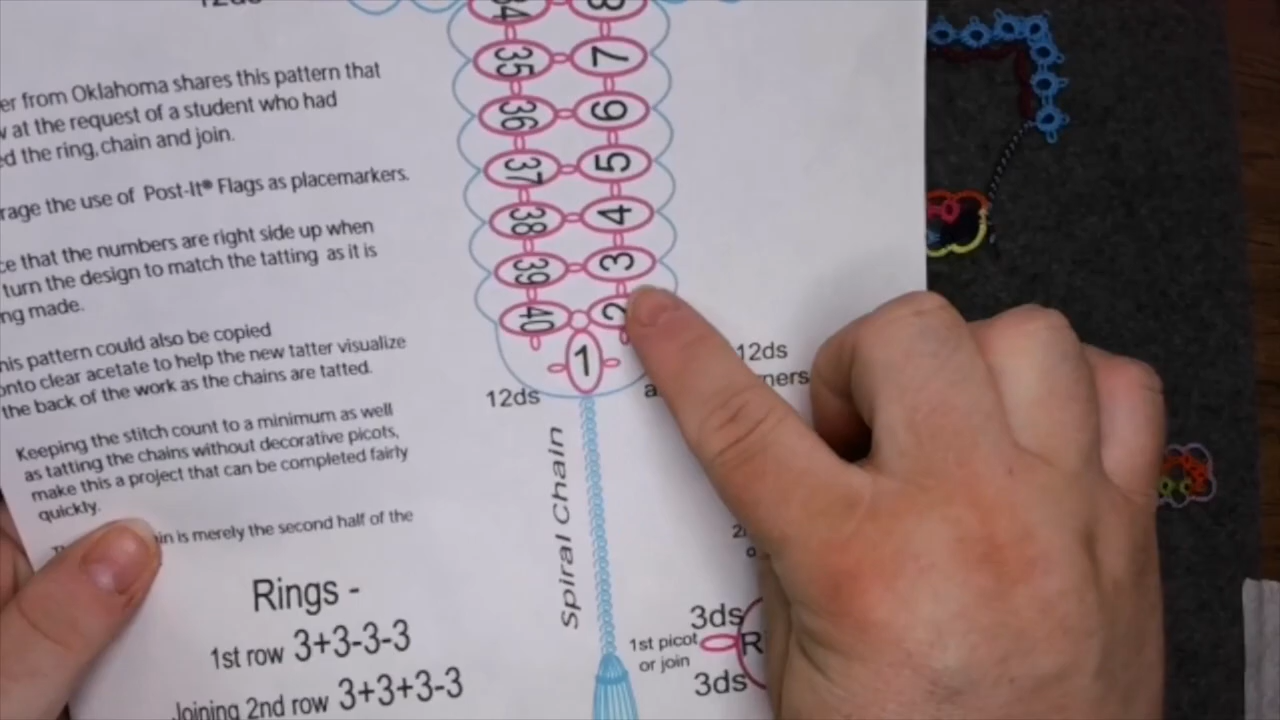 12ds
er from Oklahoma shares this pattern that
at the request of a student who had
ed the ring, chain and join.
rage the use of Post-It® Flags as placemarkers.
ce that the numbers are right side up when
turn the design to match the tatting as it is
ng made.
his pattern could also be copied
onto clear acetate to help the new tatter visualize
the back of the work as the chains are tatted.
Keeping the stitch count to a minimum as well
as tatting the chains without decorative picots,
make this a project that can be completed fairly
quickly.
in is merely the second half of the
Rings -
1st row 3+3-3-3
Joining 2nd row 3+3+3-3
34
8
35
7
36
6
37
5
38
4
39
3
40
2
1
12ds
12ds
ners
Spiral Chain
3ds
1st picot
or join
R
3ds